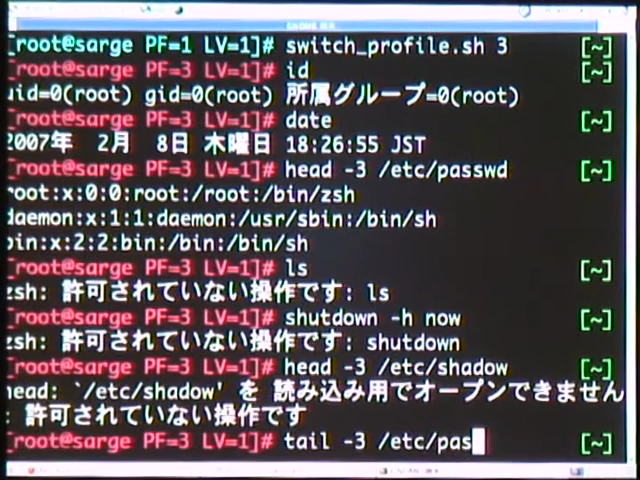 [root@sarge PF=1 LV=1]# switch_profile.sh 3 [~]
[root@sarge PF=3 LV=1]# id [~]
uid=0(root) gid=0(root) 所属グループ=0(root)
[root@sarge PF=3 LV=1]# date [~]
2007年 2月 8日 木曜日 18:26:55 JST
[root@sarge PF=3 LV=1]# head -3 /etc/passwd [~]
root:x:0:0:root:/root:/bin/zsh
daemon:x:1:1:daemon:/usr/sbin:/bin/sh
bin:x:2:2:bin:/bin:/bin/sh
[root@sarge PF=3 LV=1]# ls [~]
zsh: 許可されていない操作です: ls
[root@sarge PF=3 LV=1]# shutdown -h now [~]
zsh: 許可されていない操作です: shutdown
[root@sarge PF=3 LV=1]# head -3 /etc/shadow [~]
head: `/etc/shadow' を 読み込み用でオープンできません
: 許可されていない操作です
[root@sarge PF=3 LV=1]# tail -3 /etc/pas [~]